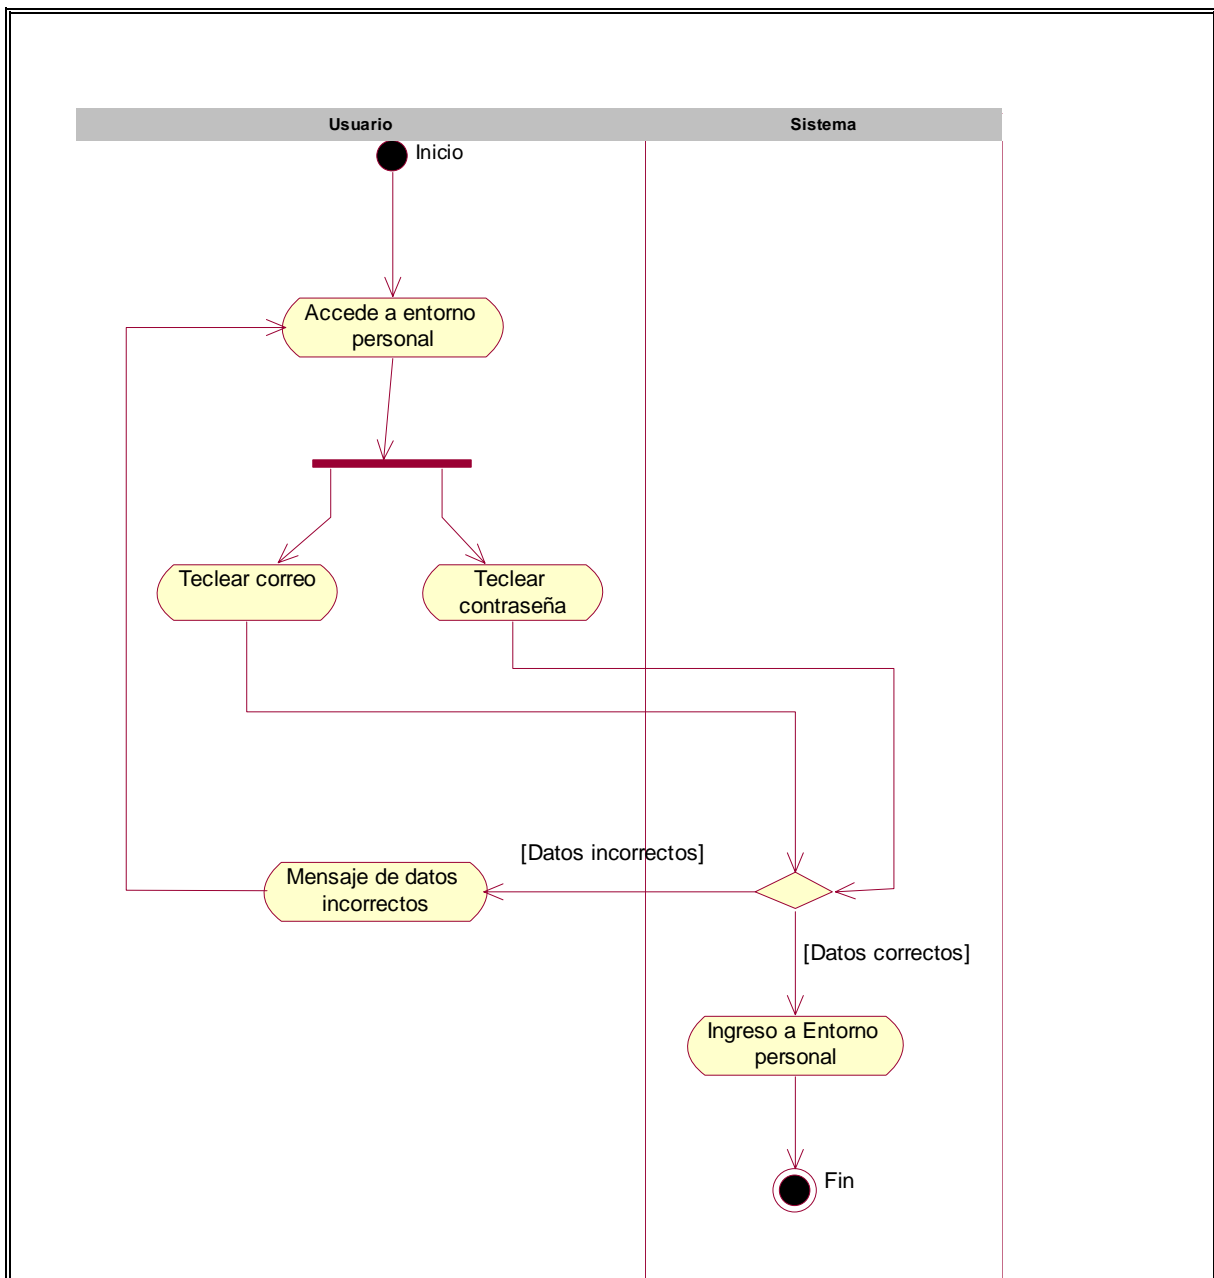 Usuario
Sistema
Inicio
Accede a entorno
personal
Teclear correo
Teclear
contraseña
[Datos incorrectos]
Mensaje de datos
incorrectos
[Datos correctos]
Ingreso a Entorno
personal
Fin